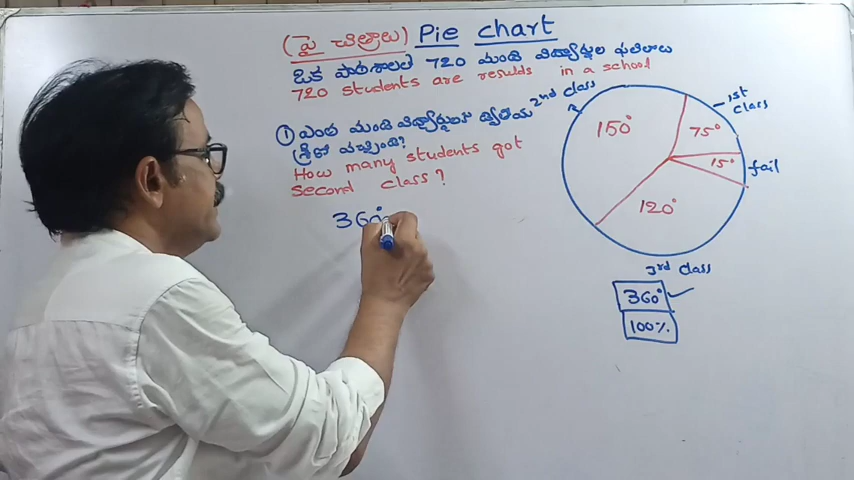 (పై చిత్రాలు) Pie chart
ఒక పాఠశాలలో 720 మంది విద్యార్థుల ఫలితాలు
720 students are results in a school
① ఎంత మంది విద్యార్థులకు ద్వితీయ
శ్రేణి వచ్చింది?
How many students got
second class?
360°
2nd class
1st
class
150°
75°
15°
fail
120°
3rd class
360°
100%